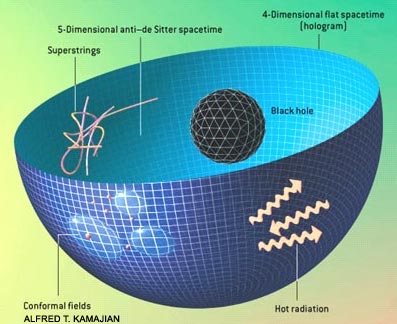 5-Dimensional anti–de Sitter spacetime
4-Dimensional flat spacetime
(hologram)
Superstrings
Black hole
Conformal fields
Hot radiation
ALFRED T. KAMAJIAN